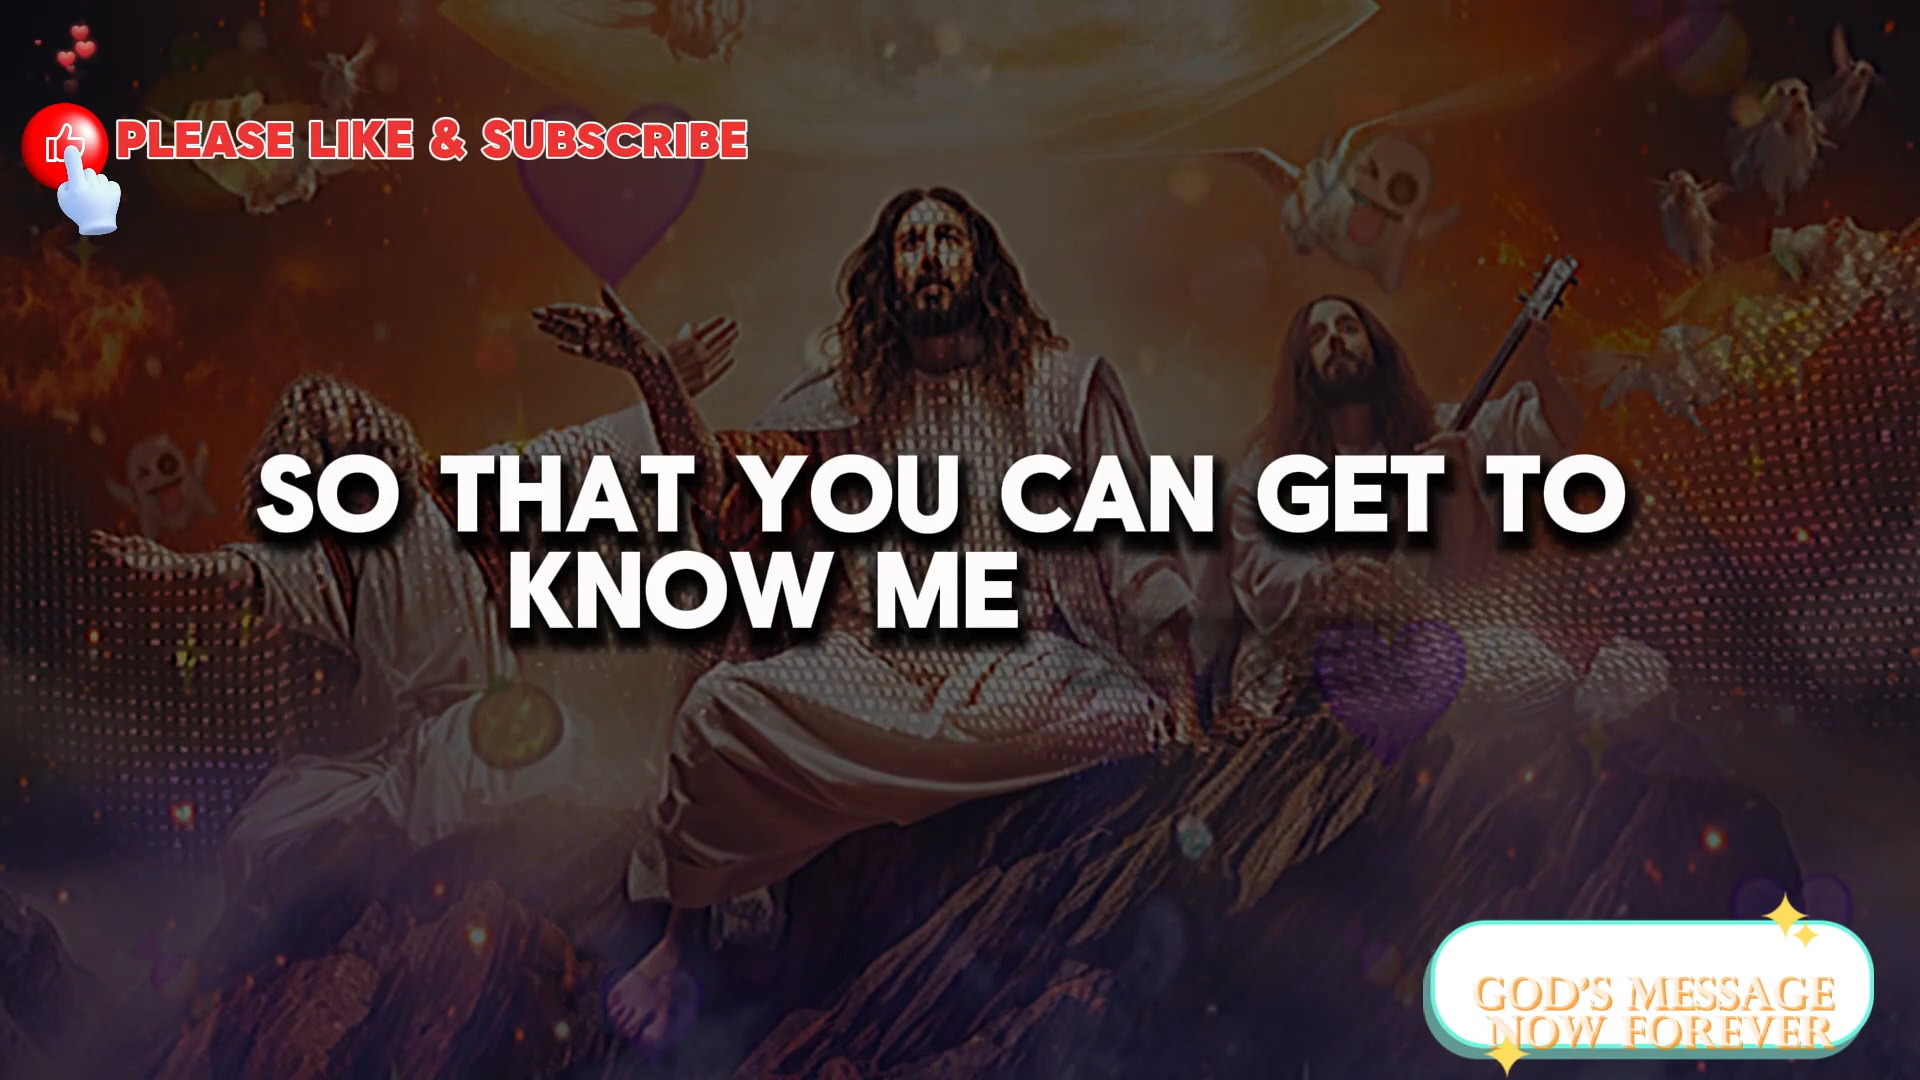 PLEASE LIKE & SUBSCRIBE
SO THAT YOU CAN GET TO
KNOW ME
GOD'S MESSAGE
NOW FOREVER